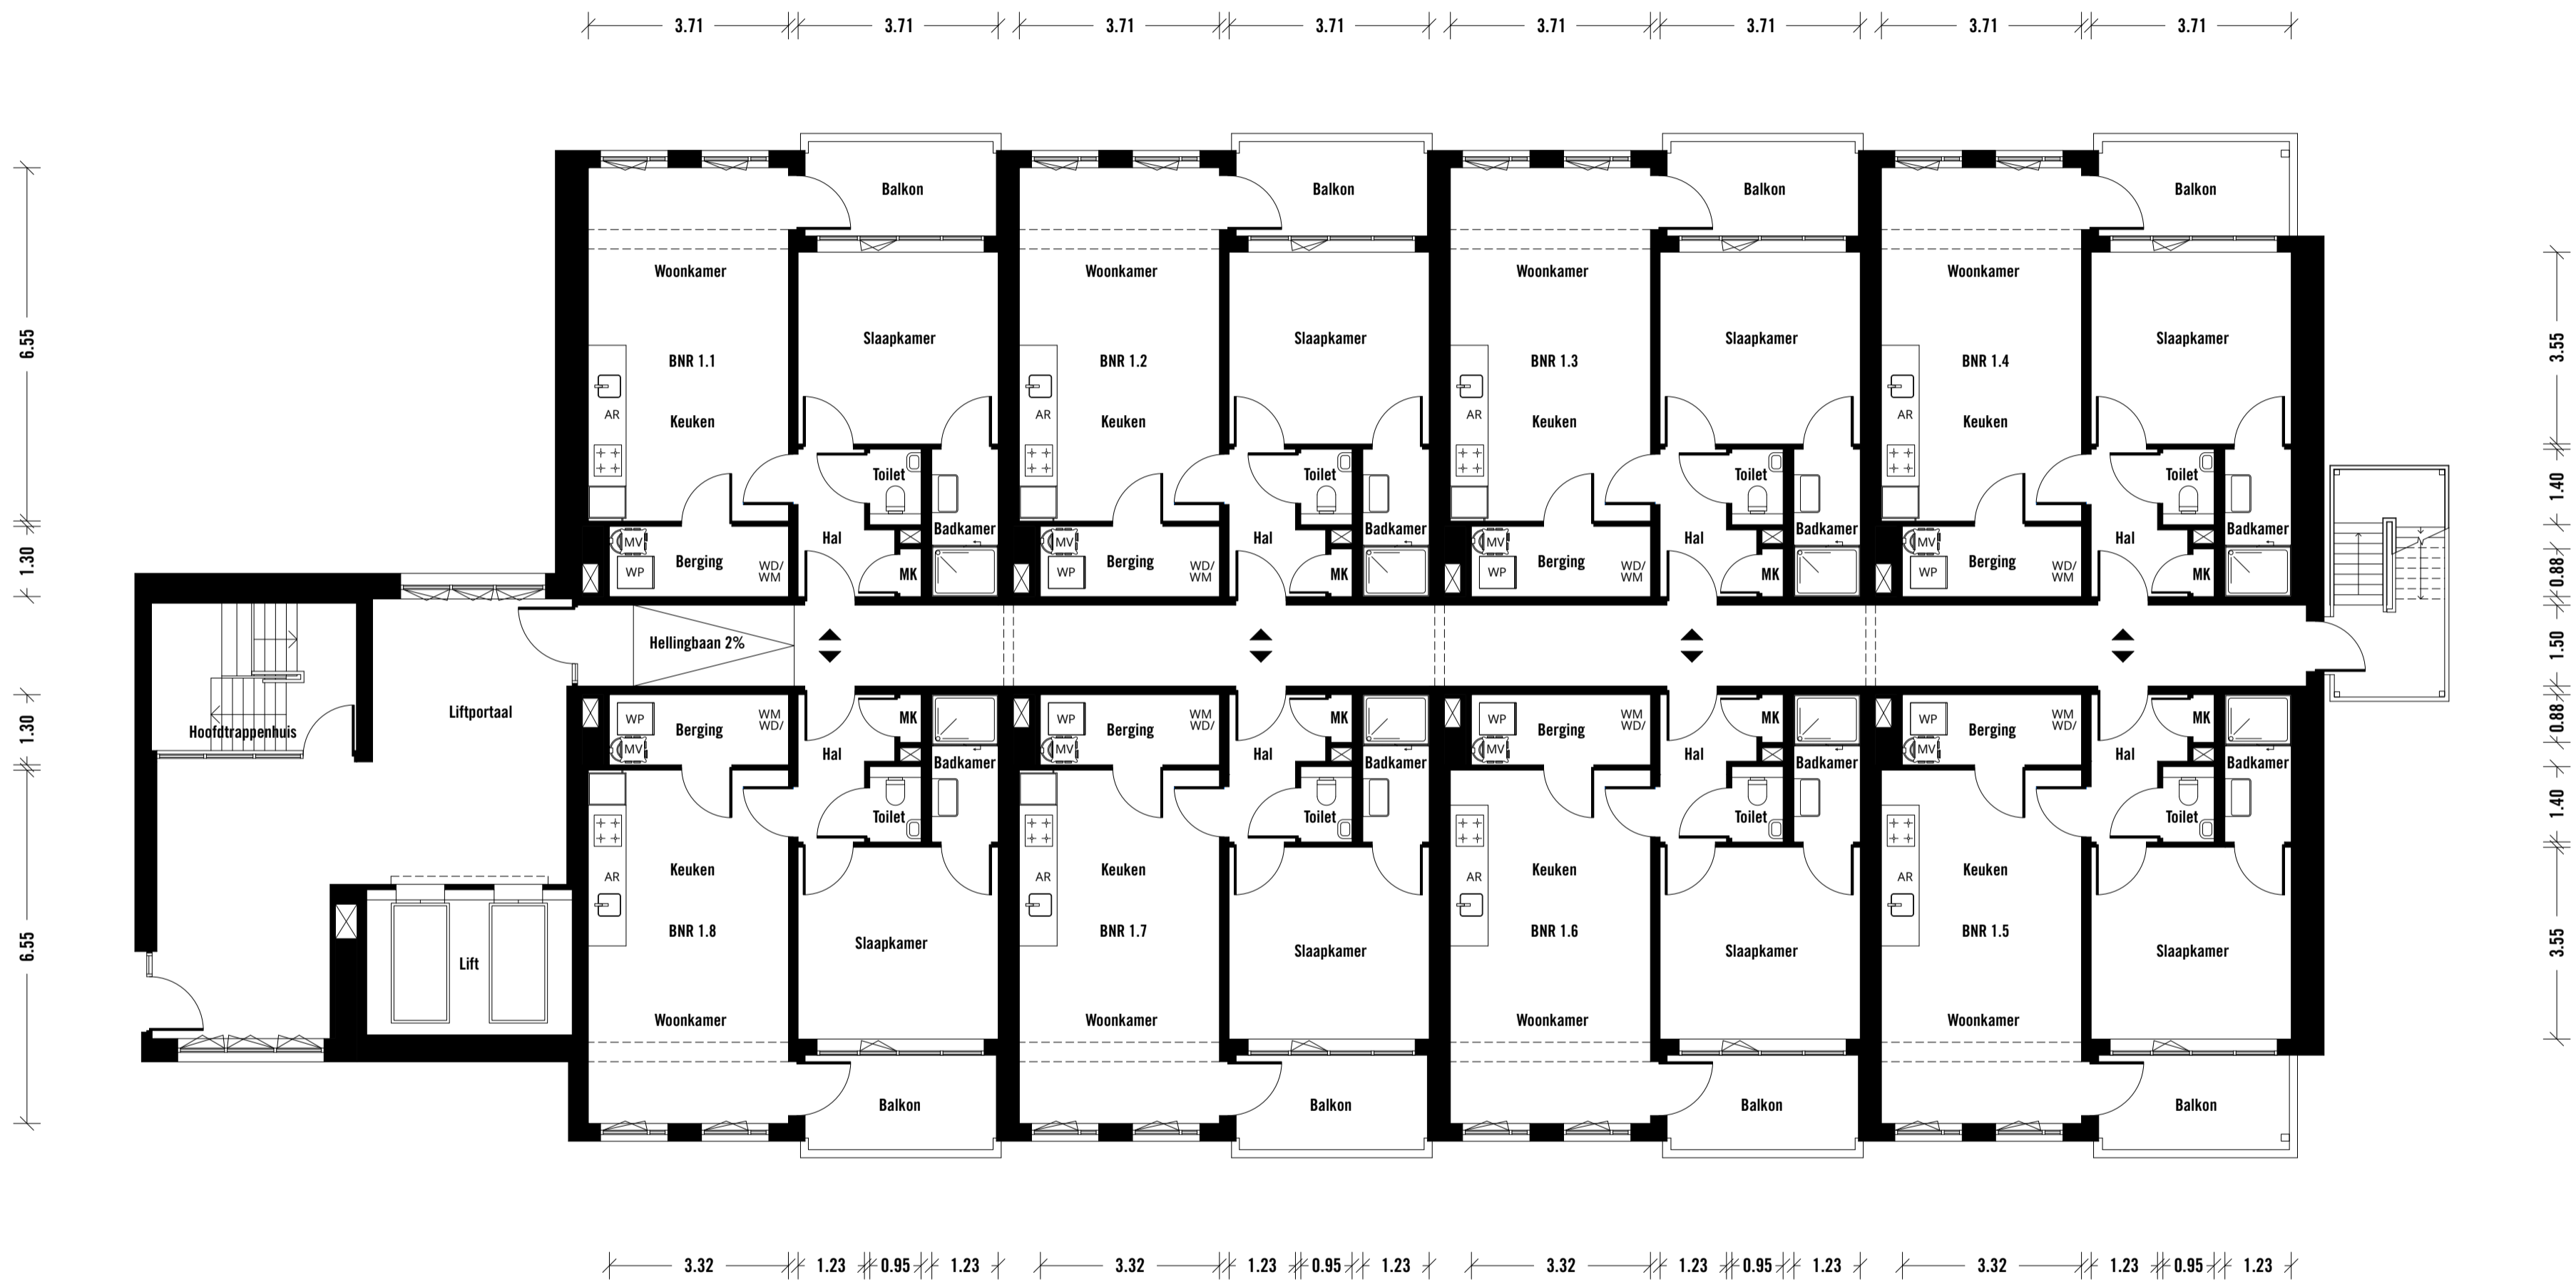 3.71 3.71 3.71 3.71 3.71 3.71 3.71 3.71
Balkon Balkon Balkon Balkon
Woonkamer Woonkamer Woonkamer Woonkamer
6.55 Slaapkamer Slaapkamer Slaapkamer Slaapkamer 3.55
BNR 1.1 BNR 1.2 BNR 1.3 BNR 1.4
AR AR AR AR
Keuken Keuken Keuken Keuken
Toilet Toilet Toilet Toilet 1.40
Badkamer Badkamer Badkamer Badkamer
MV Hal MV Hal MV Hal MV Hal
1.30 Berging Berging Berging Berging
WP WD/ MK WP WD/ MK WP WD/ MK WP WD/ MK 0.88
WM WM WM WM
Hellingbaan 2% 1.50
Liftportaal
WP WM MK WP WM MK WP WM MK WP WM MK 0.88
WD/ WD/ WD/ WD/
1.30 Hoofdtrappenhuis Berging Berging Berging Berging
MV Hal MV Hal MV Hal MV Hal
Badkamer Badkamer Badkamer Badkamer
Toilet Toilet Toilet Toilet 1.40
Keuken Keuken Keuken Keuken
AR AR AR AR
BNR 1.8 BNR 1.7 BNR 1.6 BNR 1.5
6.55 Slaapkamer Slaapkamer Slaapkamer Slaapkamer 3.55
Lift
Woonkamer Woonkamer Woonkamer Woonkamer
Balkon Balkon Balkon Balkon
3.32 1.23 0.95 1.23 3.32 1.23 0.95 1.23 3.32 1.23 0.95 1.23 3.32 1.23 0.95 1.23